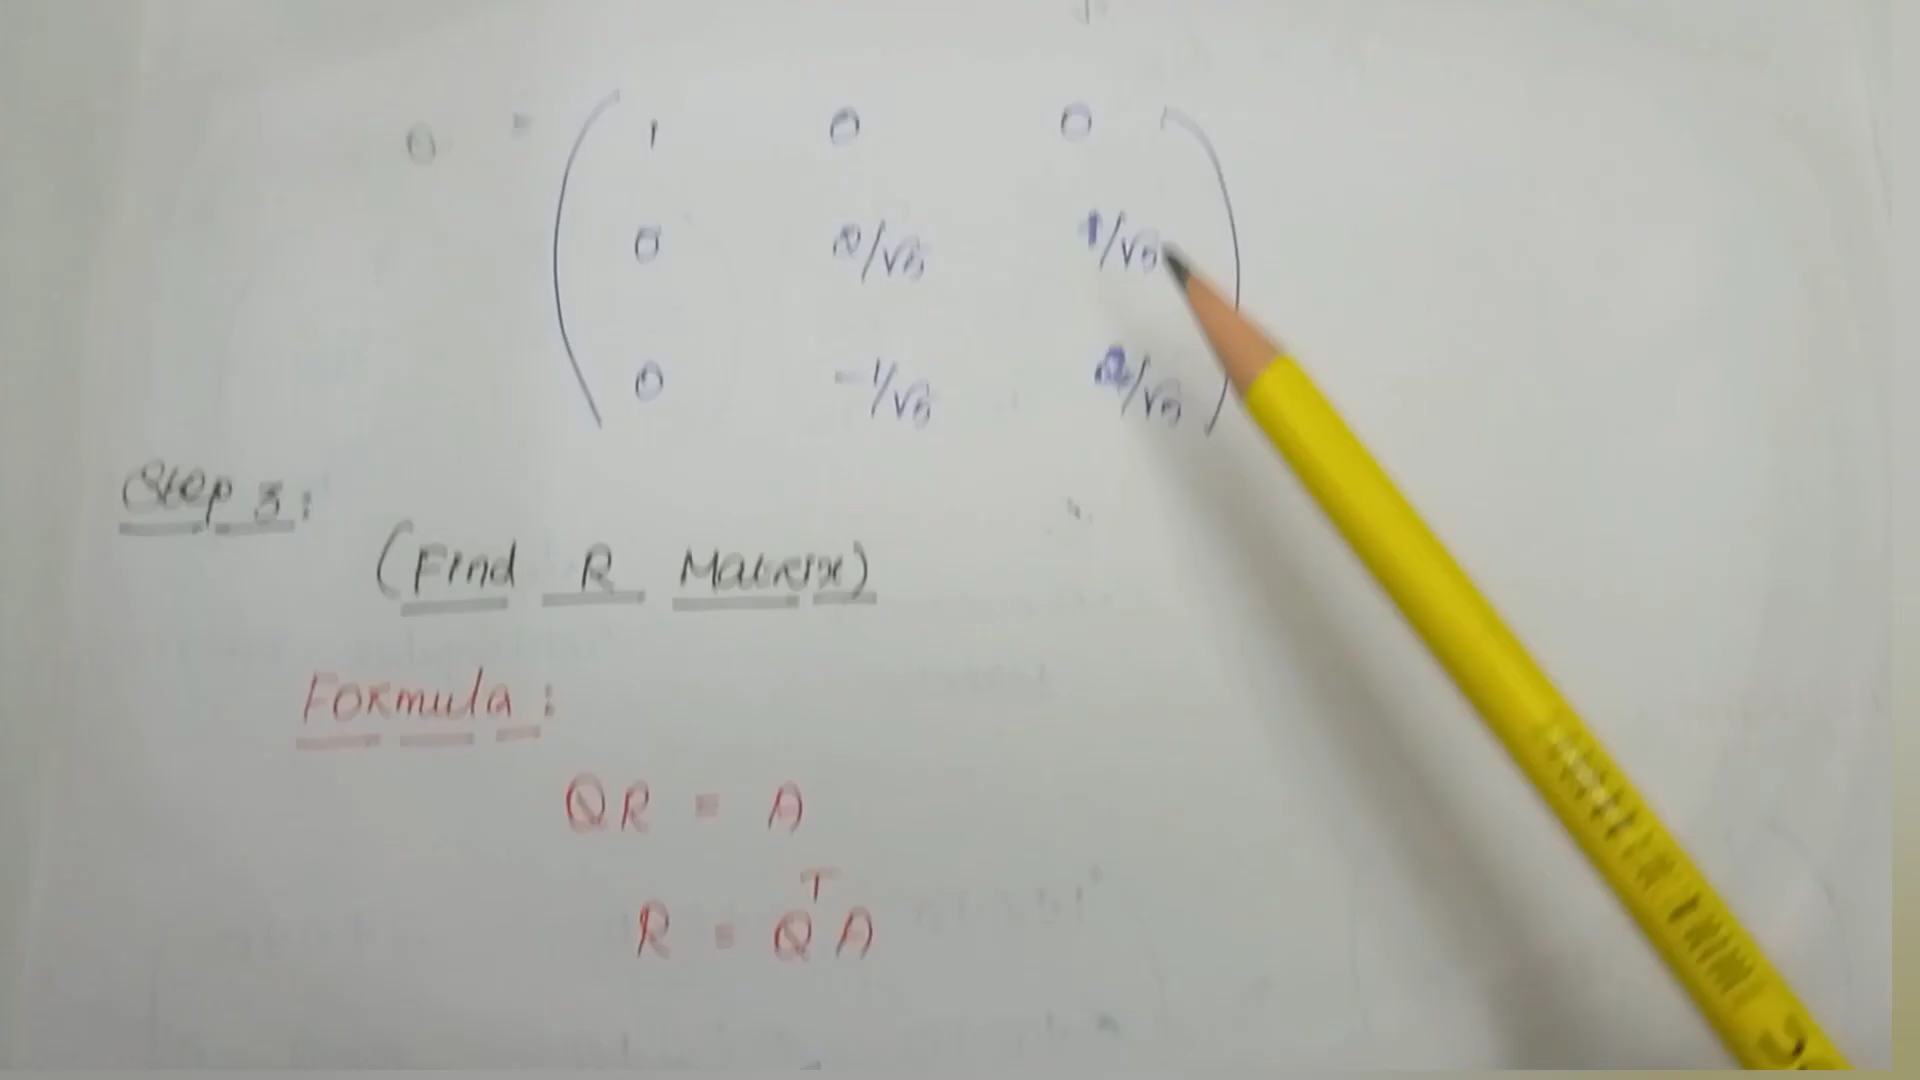 Q = ( 1 0 0
0 2/√5 1/√5
0 -1/√5 2/√5 )
Step 3:
(Find R Matrix)
Formula:
QR = A
R = Qᵀ A